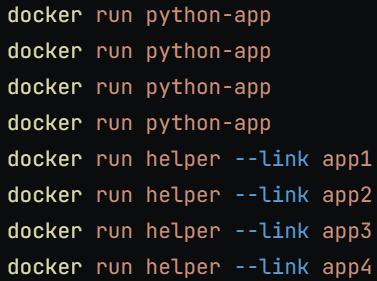 docker run python-app
docker run python-app
docker run python-app
docker run python-app
docker run helper --link app1
docker run helper --link app2
docker run helper --link app3
docker run helper --link app4